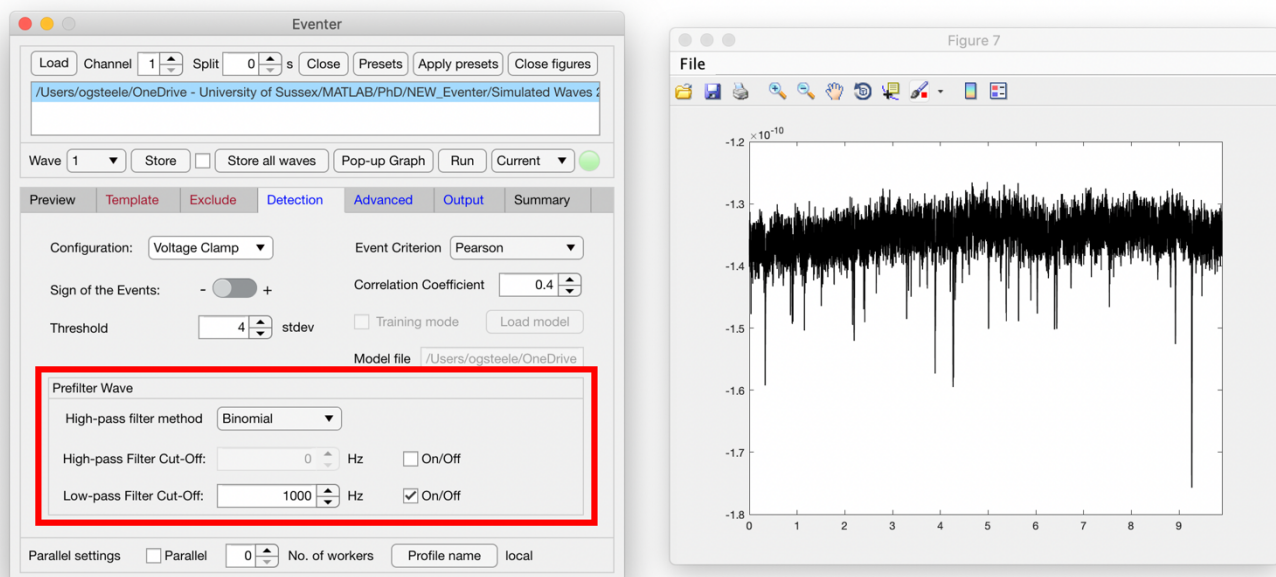 Eventer
Load Channel 1 Split 0 s Close Presets Apply presets Close figures
/Users/ogsteele/OneDrive - University of Sussex/MATLAB/PhD/NEW_Eventer/Simulated Waves 2
Wave 1 Store Store all waves Pop-up Graph Run Current
Preview Template Exclude Detection Advanced Output Summary
Configuration: Voltage Clamp Event Criterion Pearson
Sign of the Events: - + Correlation Coefficient 0.4
Threshold 4 stdev Training mode Load model
Model file /Users/ogsteele/OneDrive
Prefilter Wave
High-pass filter method Binomial
High-pass Filter Cut-Off: 0 Hz On/Off
Low-pass Filter Cut-Off: 1000 Hz On/Off
Parallel settings Parallel 0 No. of workers Profile name local
Figure 7
File
×10⁻¹⁰
-1.2
-1.3
-1.4
-1.5
-1.6
-1.7
-1.8
0 1 2 3 4 5 6 7 8 9